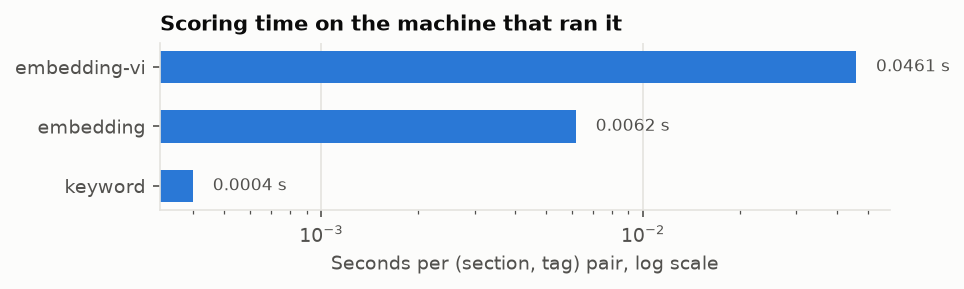 Scoring time on the machine that ran it
embedding-vi
0.0461 s
embedding
0.0062 s
keyword
0.0004 s
10⁻³
10⁻²
Seconds per (section, tag) pair, log scale